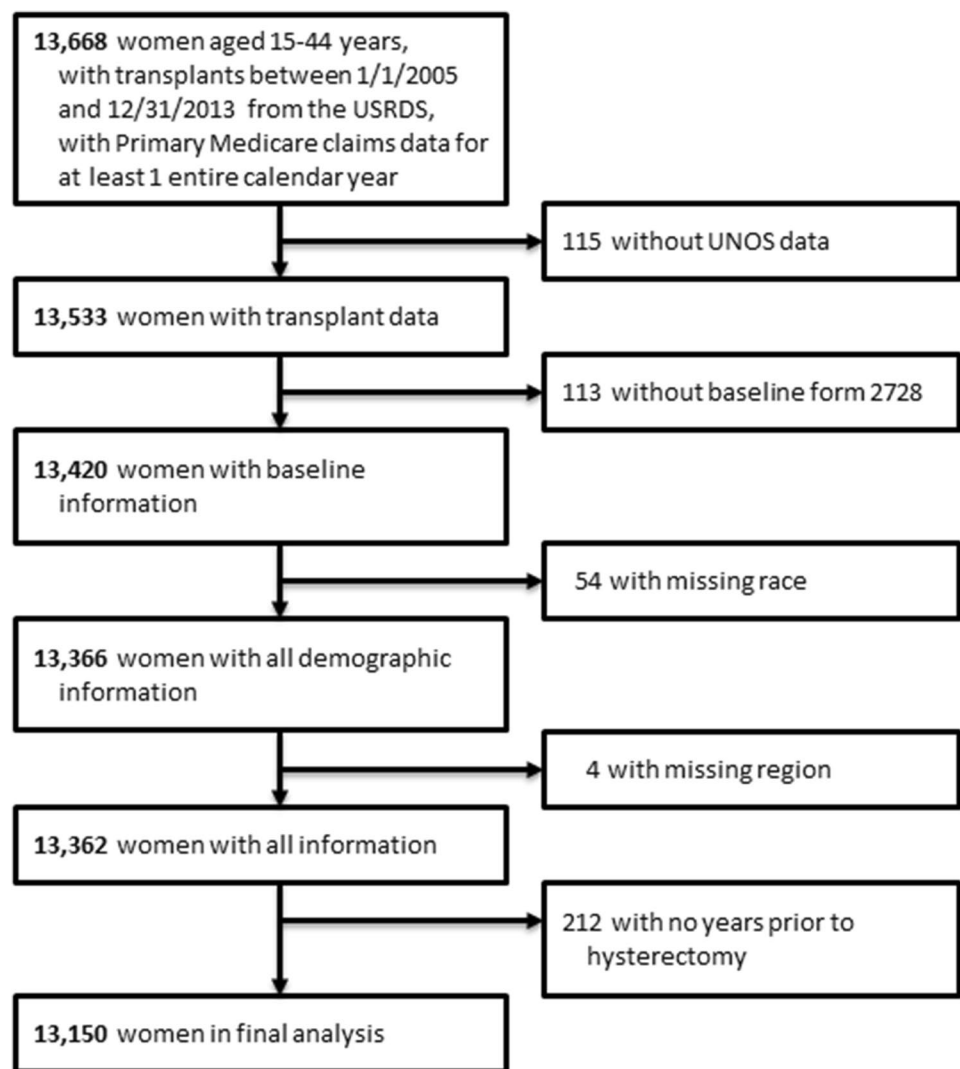 13,668 women aged 15-44 years,
with transplants between 1/1/2005
and 12/31/2013 from the USRDS,
with Primary Medicare claims data for
at least 1 entire calendar year
115 without UNOS data
13,533 women with transplant data
113 without baseline form 2728
13,420 women with baseline
information
54 with missing race
13,366 women with all demographic
information
4 with missing region
13,362 women with all information
212 with no years prior to
hysterectomy
13,150 women in final analysis